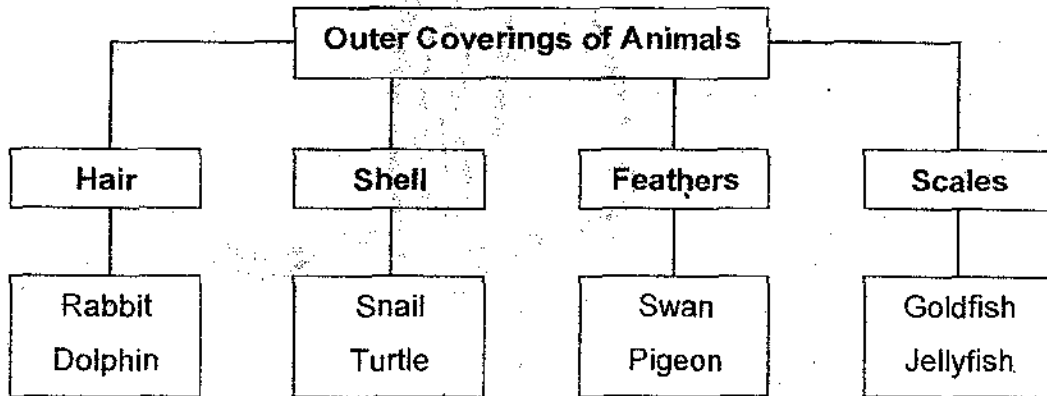 Outer Coverings of Animals
Hair
Shell
Feathers
Scales
Rabbit
Dolphin
Snail
Turtle
Swan
Pigeon
Goldfish
Jellyfish